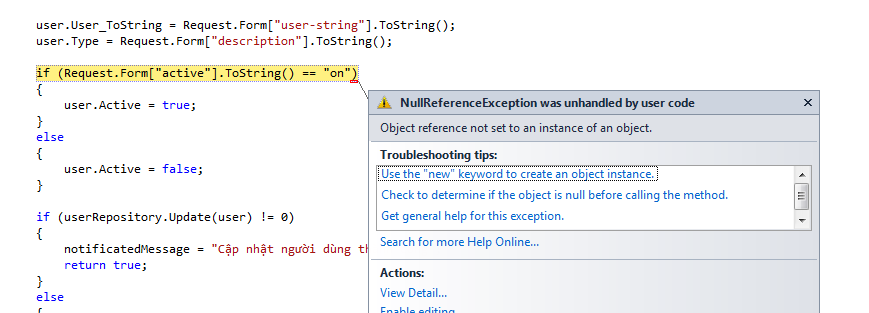 user.User_ToString = Request.Form["user-string"].ToString();
user.Type = Request.Form["description"].ToString();
if (Request.Form["active"].ToString() == "on")
{
user.Active = true;
}
else
{
user.Active = false;
}
if (userRepository.Update(user) != 0)
{
notificatedMessage = "Cập nhật người dùng th
return true;
}
else
{
NullReferenceException was unhandled by user code
Object reference not set to an instance of an object.
Troubleshooting tips:
Use the "new" keyword to create an object instance.
Check to determine if the object is null before calling the method.
Get general help for this exception.
Search for more Help Online...
Actions:
View Detail...
Enable editing